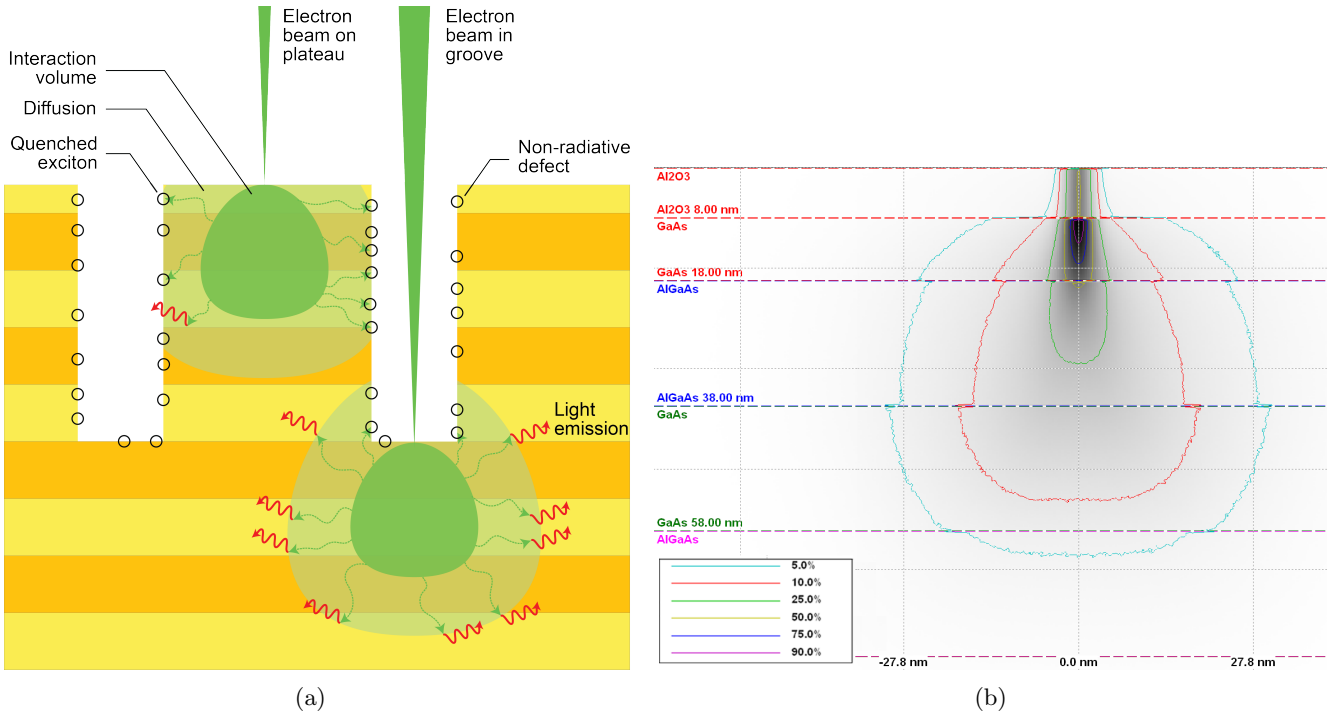 Electron
beam on
plateau
Electron
beam in
groove
Interaction
volume
Diffusion
Quenched
exciton
Non-radiative
defect
Light
emission
(a)
Al2O3
Al2O3 8.00 nm
GaAs
GaAs 18.00 nm
AlGaAs
AlGaAs 38.00 nm
GaAs
GaAs 58.00 nm
AlGaAs
5.0%
10.0%
25.0%
50.0%
75.0%
90.0%
-27.8 nm
0.0 nm
27.8 nm
(b)